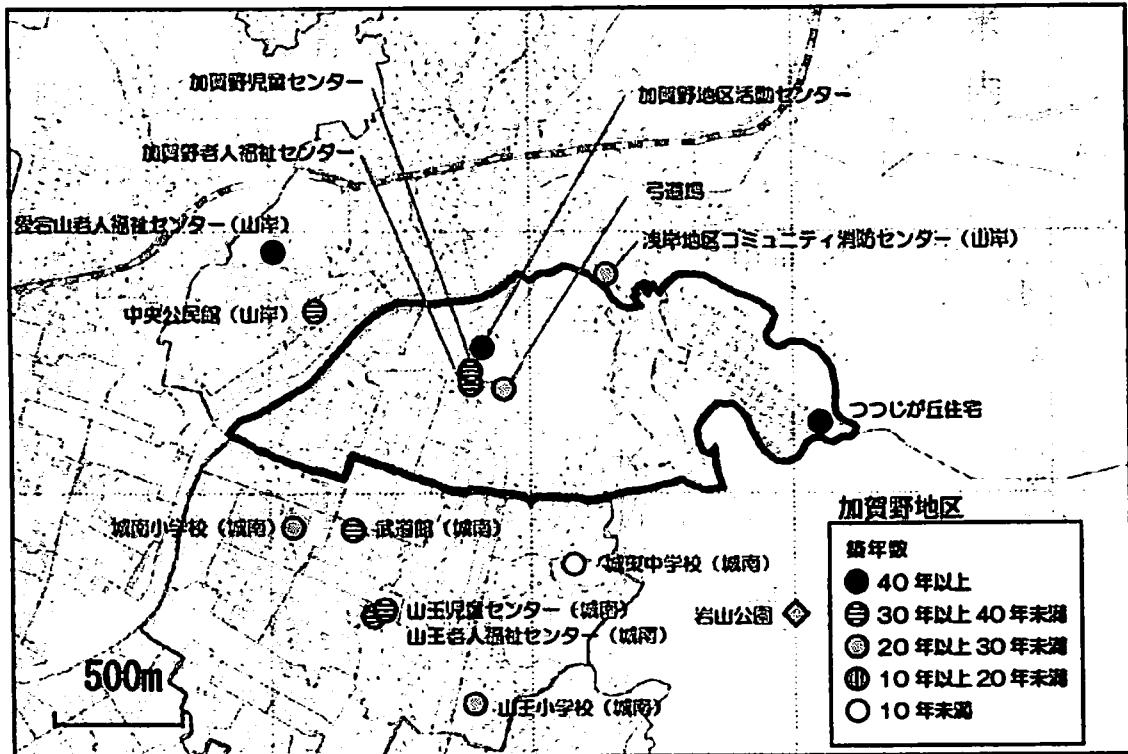 加賀野児童センター
加賀野地区活動センター
加賀野老人福祉センター
弓道場
愛宕山老人福祉センター(山岸)
浅岸地区コミュニティ消防センター(山岸)
中央公民館(山岸)
つつじが丘住宅
加賀野地区
城南小学校(城南)
武道館(城南)
築年数
城東中学校(城南)
40年以上
山王児童センター(城南)
岩山公園
30年以上40年未満
山王老人福祉センター(城南)
20年以上30年未満
500m
10年以上20年未満
山王小学校(城南)
10年未満